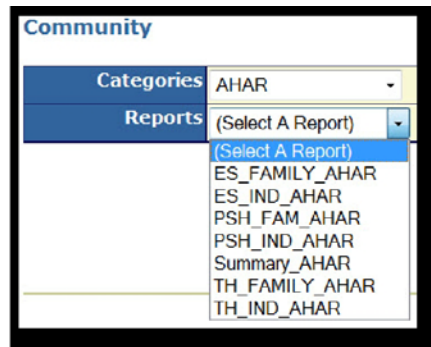 Community
Categories AHAR
Reports (Select A Report)
(Select A Report)
ES_FAMILY_AHAR
ES_IND_AHAR
PSH_FAM_AHAR
PSH_IND_AHAR
Summary_AHAR
TH_FAMILY_AHAR
TH_IND_AHAR